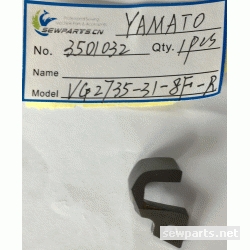 YAMATO
SEWPARTS.CN
No. 3501032 Qty. 1pcs
Name
Model VG2735-31-8F-R
sewparts.net